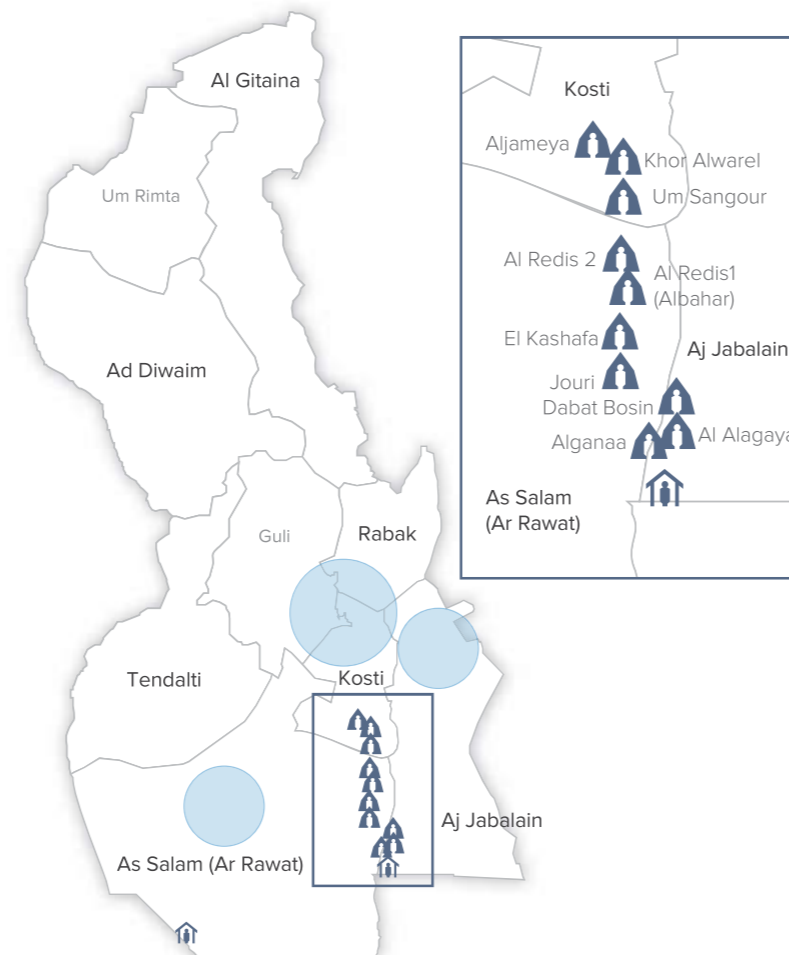 Al Gitaina
Um Rimta
Ad Diwaim
Guli
Rabak
Tendalti
Kosti
Aj Jabalain
As Salam (Ar Rawat)
Kosti
Aljameya
Khor Alwarel
Um Sangour
Al Redis 2
Al Redis1
(Albahar)
El Kashafa
Aj Jabalain
Jouri
Dabat Bosin
Alganaa
Al Alagaya
As Salam
(Ar Rawat)